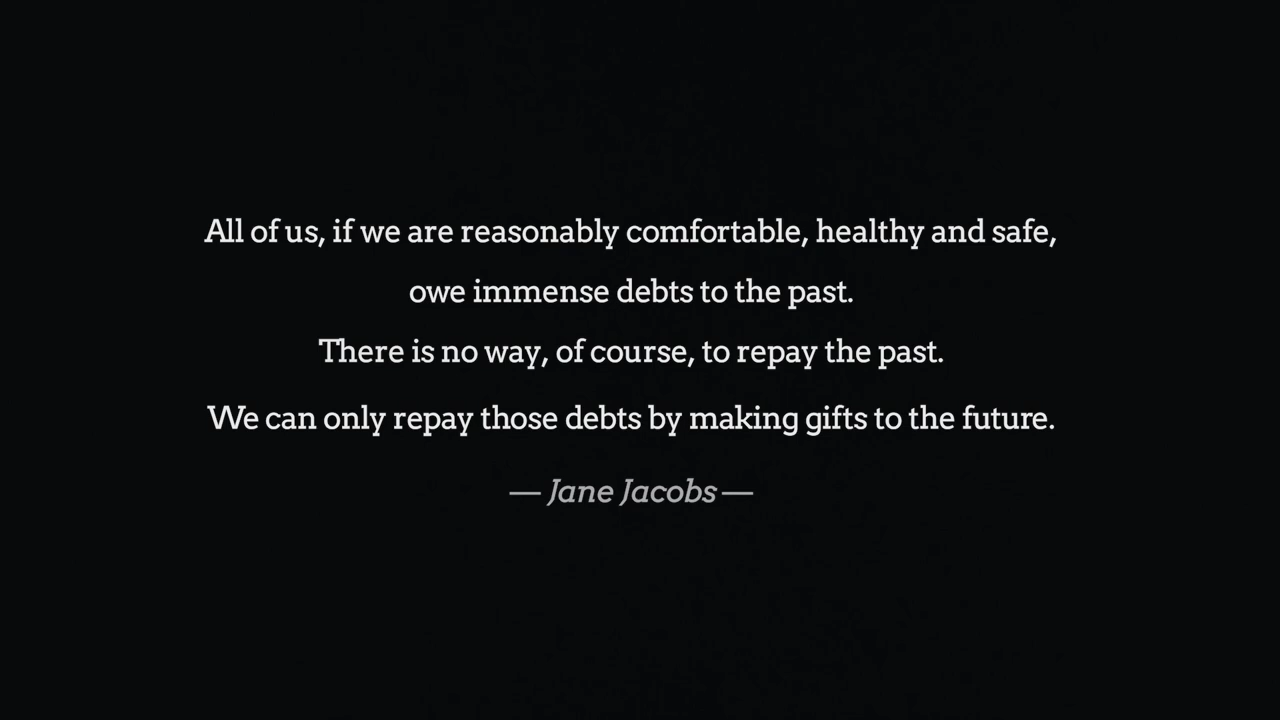 All of us, if we are reasonably comfortable, healthy and safe,
owe immense debts to the past.
There is no way, of course, to repay the past.
We can only repay those debts by making gifts to the future.
— Jane Jacobs —